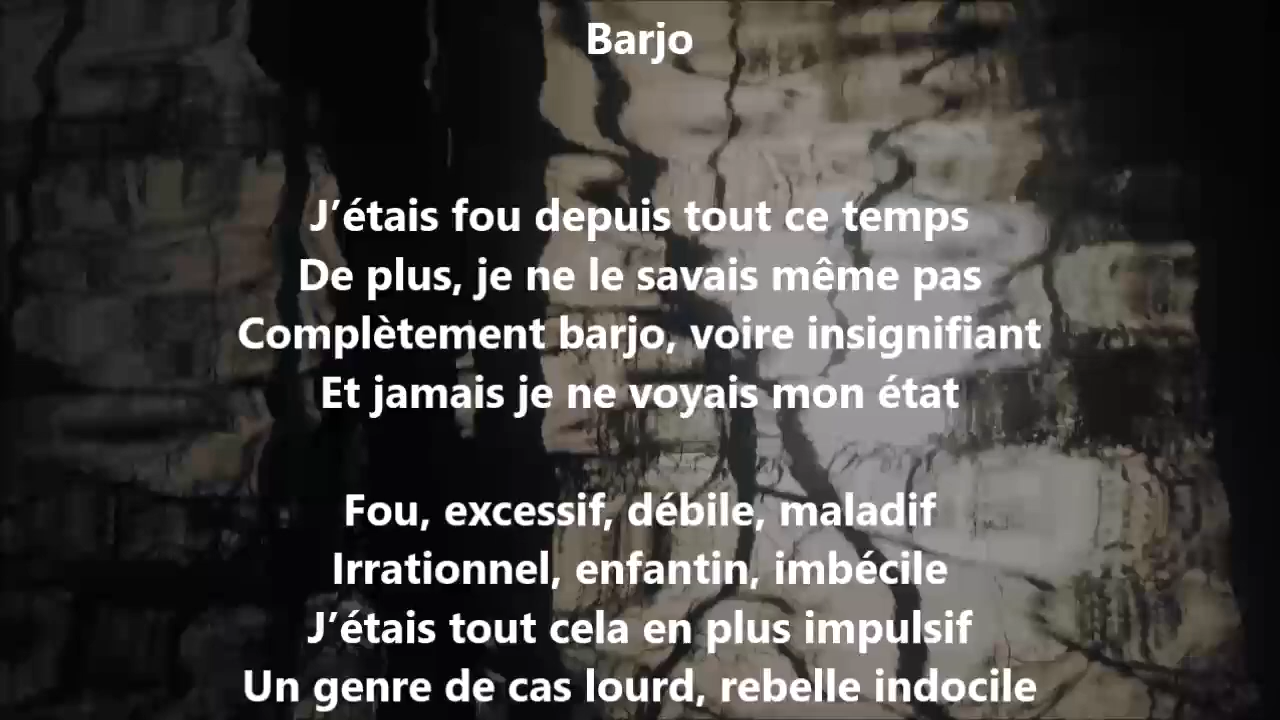 Barjo
J’étais fou depuis tout ce temps
De plus, je ne le savais même pas
Complètement barjo, voire insignifiant
Et jamais je ne voyais mon état
Fou, excessif, débile, maladif
Irrationnel, enfantin, imbécile
J’étais tout cela en plus impulsif
Un genre de cas lourd, rebelle indocile